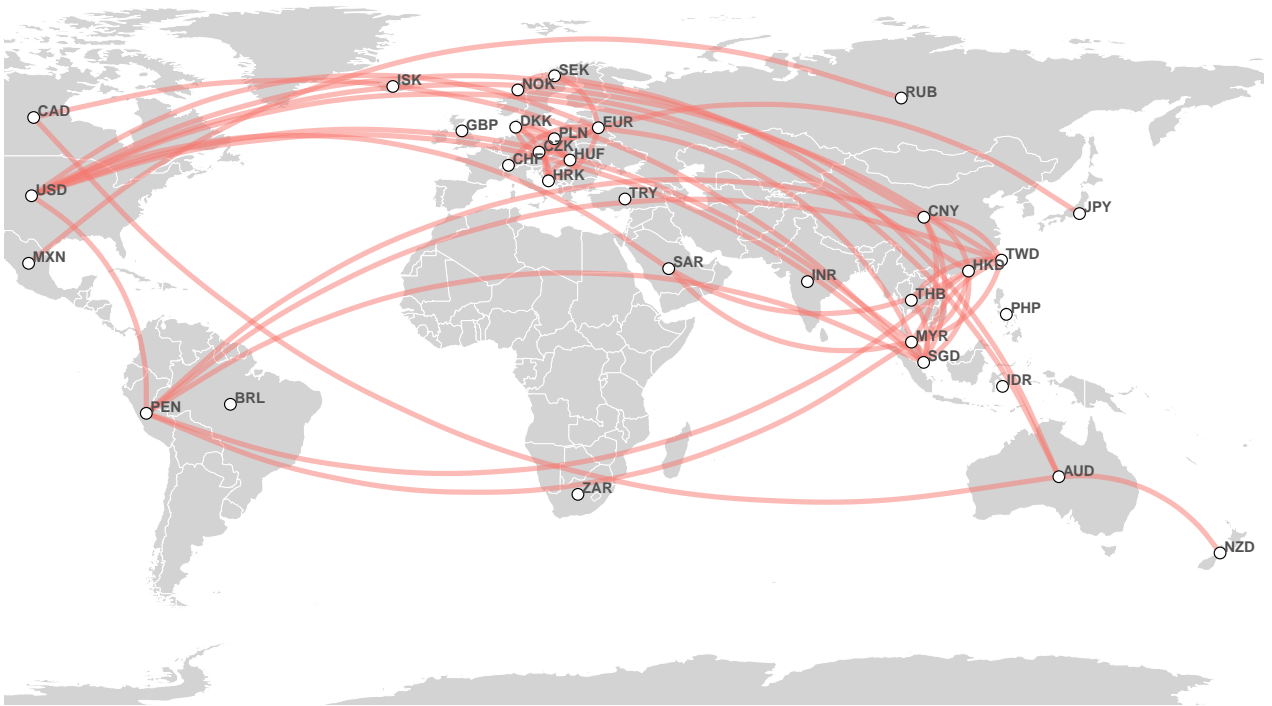 SEK
ISK
NOK
RUB
CAD
DKK
EUR
GBP
PLN
CZK
HUF
CHF
HRK
USD
TRY
JPY
CNY
MXN
SAR
TWD
HKD
INR
THB
PHP
MYR
SGD
IDR
BRL
PEN
AUD
ZAR
NZD